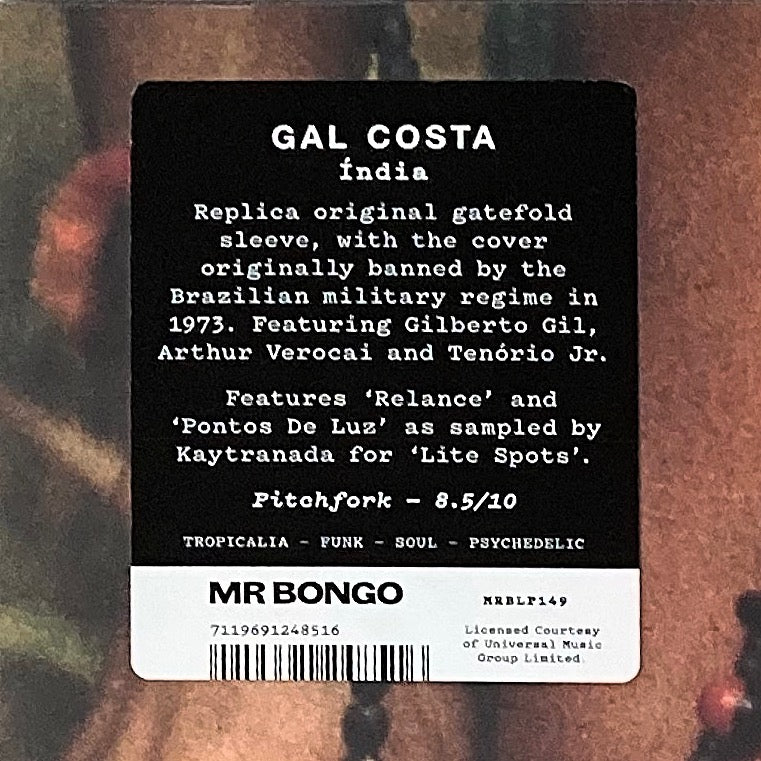 GAL COSTA
Índia
Replica original gatefold
sleeve, with the cover
originally banned by the
Brazilian military regime in
1973. Featuring Gilberto Gil,
Arthur Verocai and Tenório Jr.
Features ‘Relance’ and
‘Pontos De Luz’ as sampled by
Kaytranada for ‘Lite Spots’.
Pitchfork – 8.5/10
TROPICALIA – FUNK – SOUL – PSYCHEDELIC
MR BONGO
MRBLP149
7119691248516
Licensed Courtesy
of Universal Music
Group Limited.